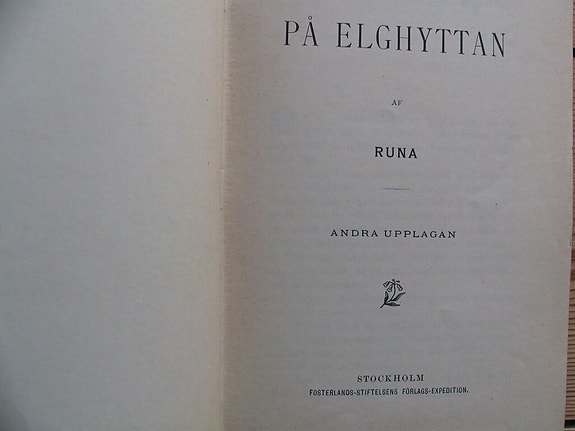 PÅ ELGHYTTAN
AF
RUNA
ANDRA UPPLAGAN
STOCKHOLM
FOSTERLANDS-STIFTELSENS FÖRLAGS-EXPEDITION.